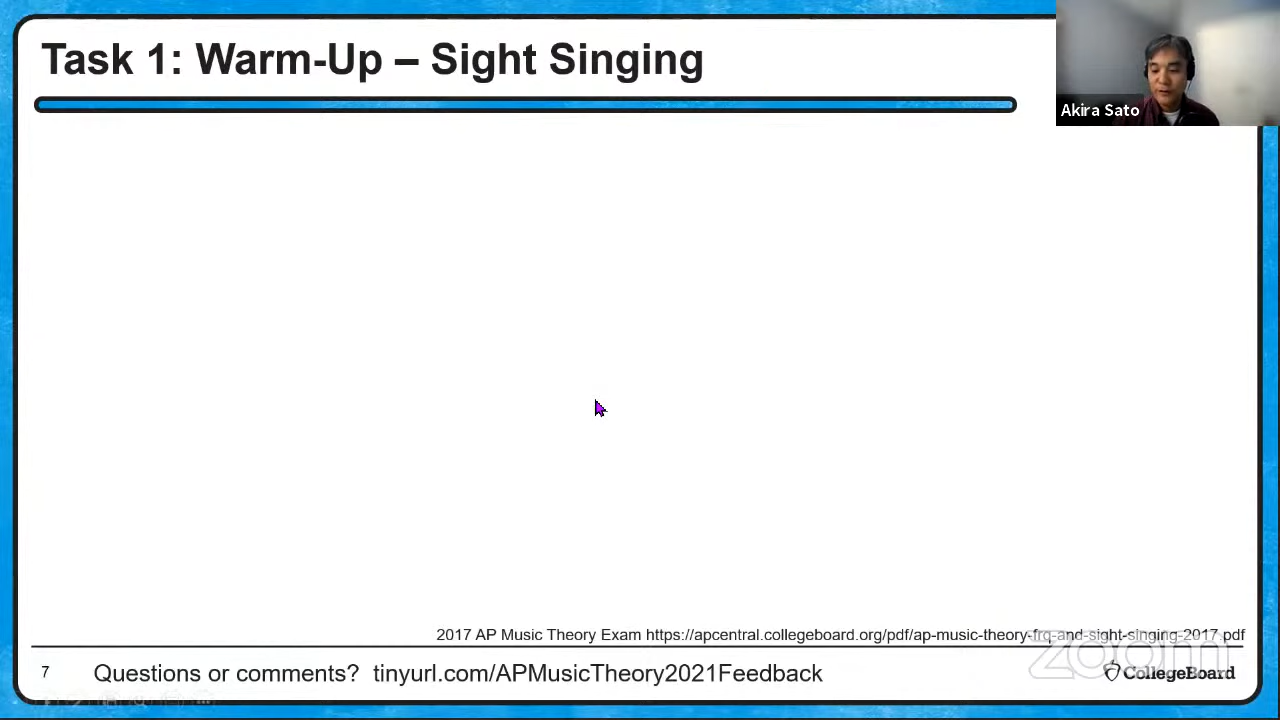 Task 1: Warm-Up – Sight Singing
Akira Sato
2017 AP Music Theory Exam https://apcentral.collegeboard.org/pdf/ap-music-theory-frq-and-sight-singing-2017.pdf
zoom
7 Questions or comments? tinyurl.com/APMusicTheory2021Feedback CollegeBoard